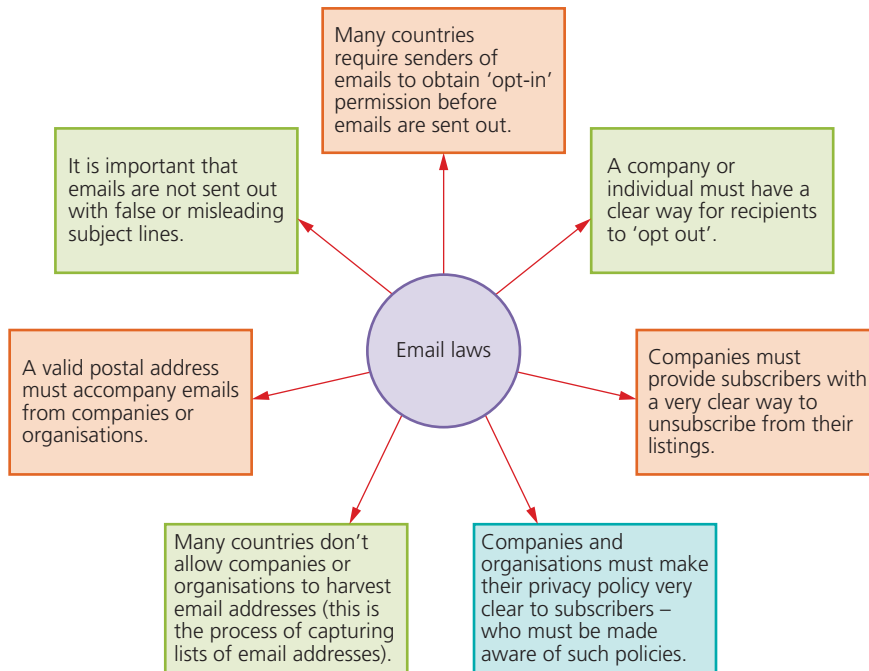 Many countries
require senders of
emails to obtain ‘opt-in’
permission before
emails are sent out.
It is important that
emails are not sent out
with false or misleading
subject lines.
A company or
individual must have a
clear way for recipients
to ‘opt out’.
Email laws
A valid postal address
must accompany emails
from companies or
organisations.
Companies must
provide subscribers with
a very clear way to
unsubscribe from their
listings.
Many countries don’t
allow companies or
organisations to harvest
email addresses (this is
the process of capturing
lists of email addresses).
Companies and
organisations must make
their privacy policy very
clear to subscribers –
who must be made
aware of such policies.